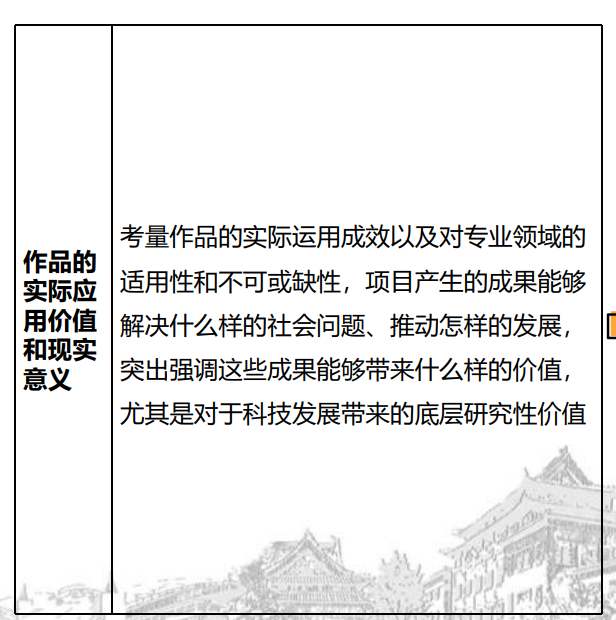 作品的
实际应
用价值
和现实
意义
考量作品的实际运用成效以及对专业领域的
适用性和不可或缺性，项目产生的成果能够
解决什么样的社会问题、推动怎样的发展，
突出强调这些成果能够带来什么样的价值，
尤其是对于科技发展带来的底层研究性价值